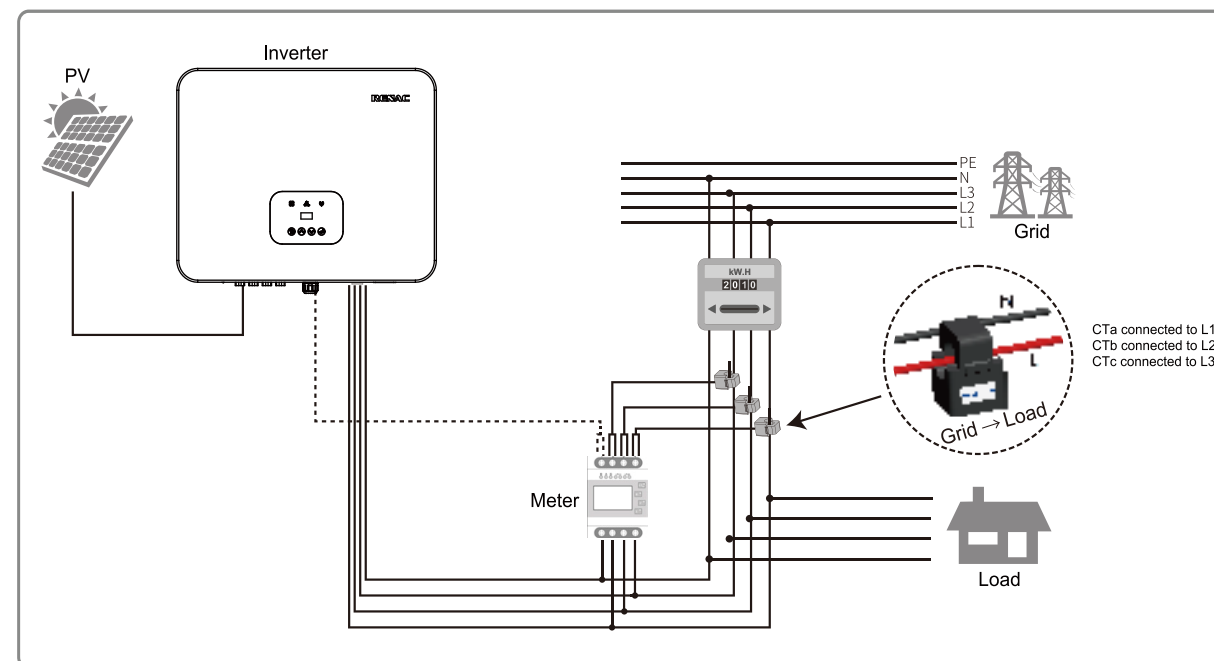 Inverter
PV
RENAC
PE
N
L3
L2
L1
Grid
kW.H
2010
N
L
CTa connected to L1
CTb connected to L2
CTc connected to L3
Grid → Load
Meter
Load